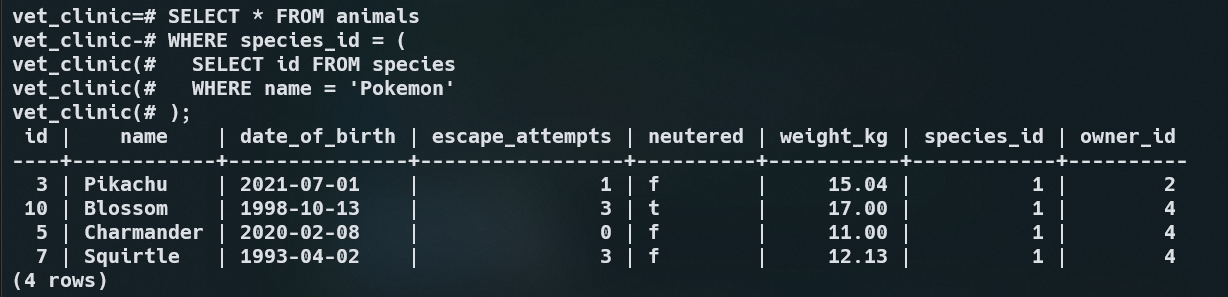 vet_clinic=# SELECT * FROM animals
vet_clinic-# WHERE species_id = (
vet_clinic(#   SELECT id FROM species
vet_clinic(#   WHERE name = 'Pokemon'
vet_clinic(# );
 id |    name    | date_of_birth | escape_attempts | neutered | weight_kg | species_id | owner_id
----+------------+---------------+-----------------+----------+-----------+------------+----------
  3 | Pikachu    | 2021-07-01    |               1 | f        |     15.04 |          1 |        2
 10 | Blossom    | 1998-10-13    |               3 | t        |     17.00 |          1 |        4
  5 | Charmander | 2020-02-08    |               0 | f        |     11.00 |          1 |        4
  7 | Squirtle   | 1993-04-02    |               3 | f        |     12.13 |          1 |        4
(4 rows)